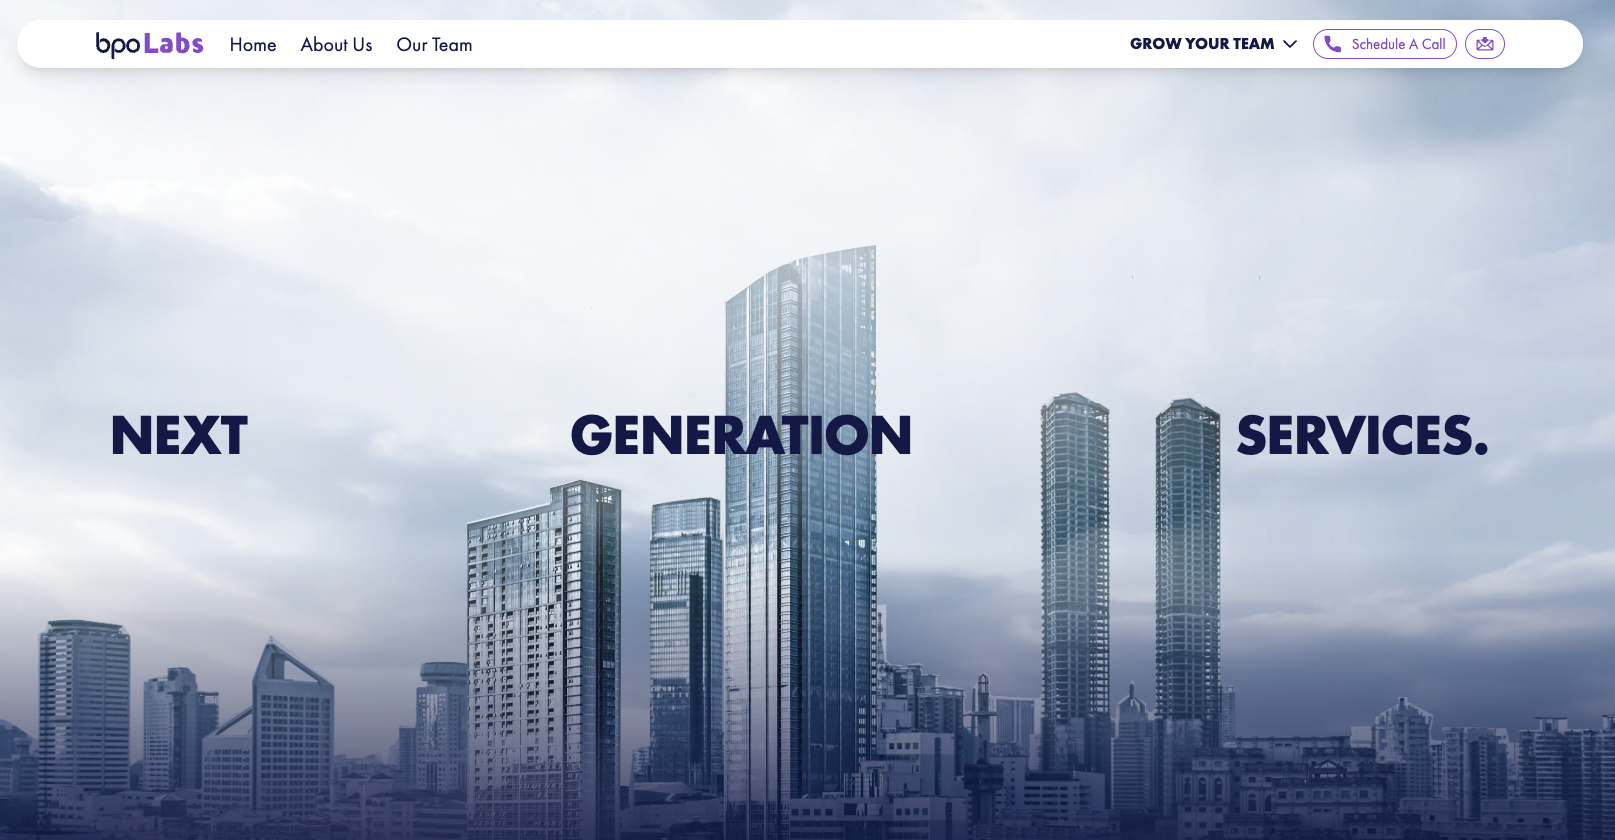 bpoLabs Home About Us Our Team GROW YOUR TEAM Schedule A Call
NEXT GENERATION SERVICES.